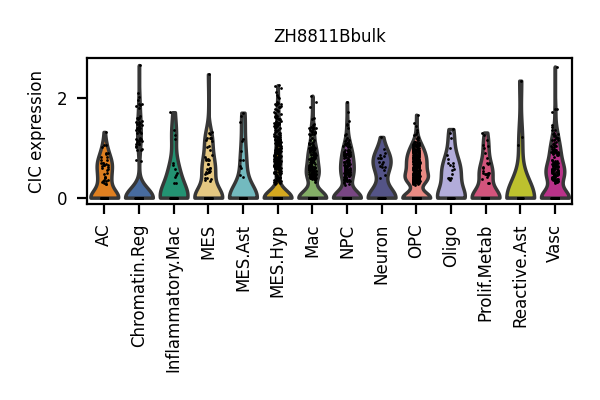 ZH8811Bbulk
CIC expression
2
0
AC
Chromatin.Reg
Inflammatory.Mac
MES
MES.Ast
MES.Hyp
Mac
NPC
Neuron
OPC
Oligo
Prolif.Metab
Reactive.Ast
Vasc